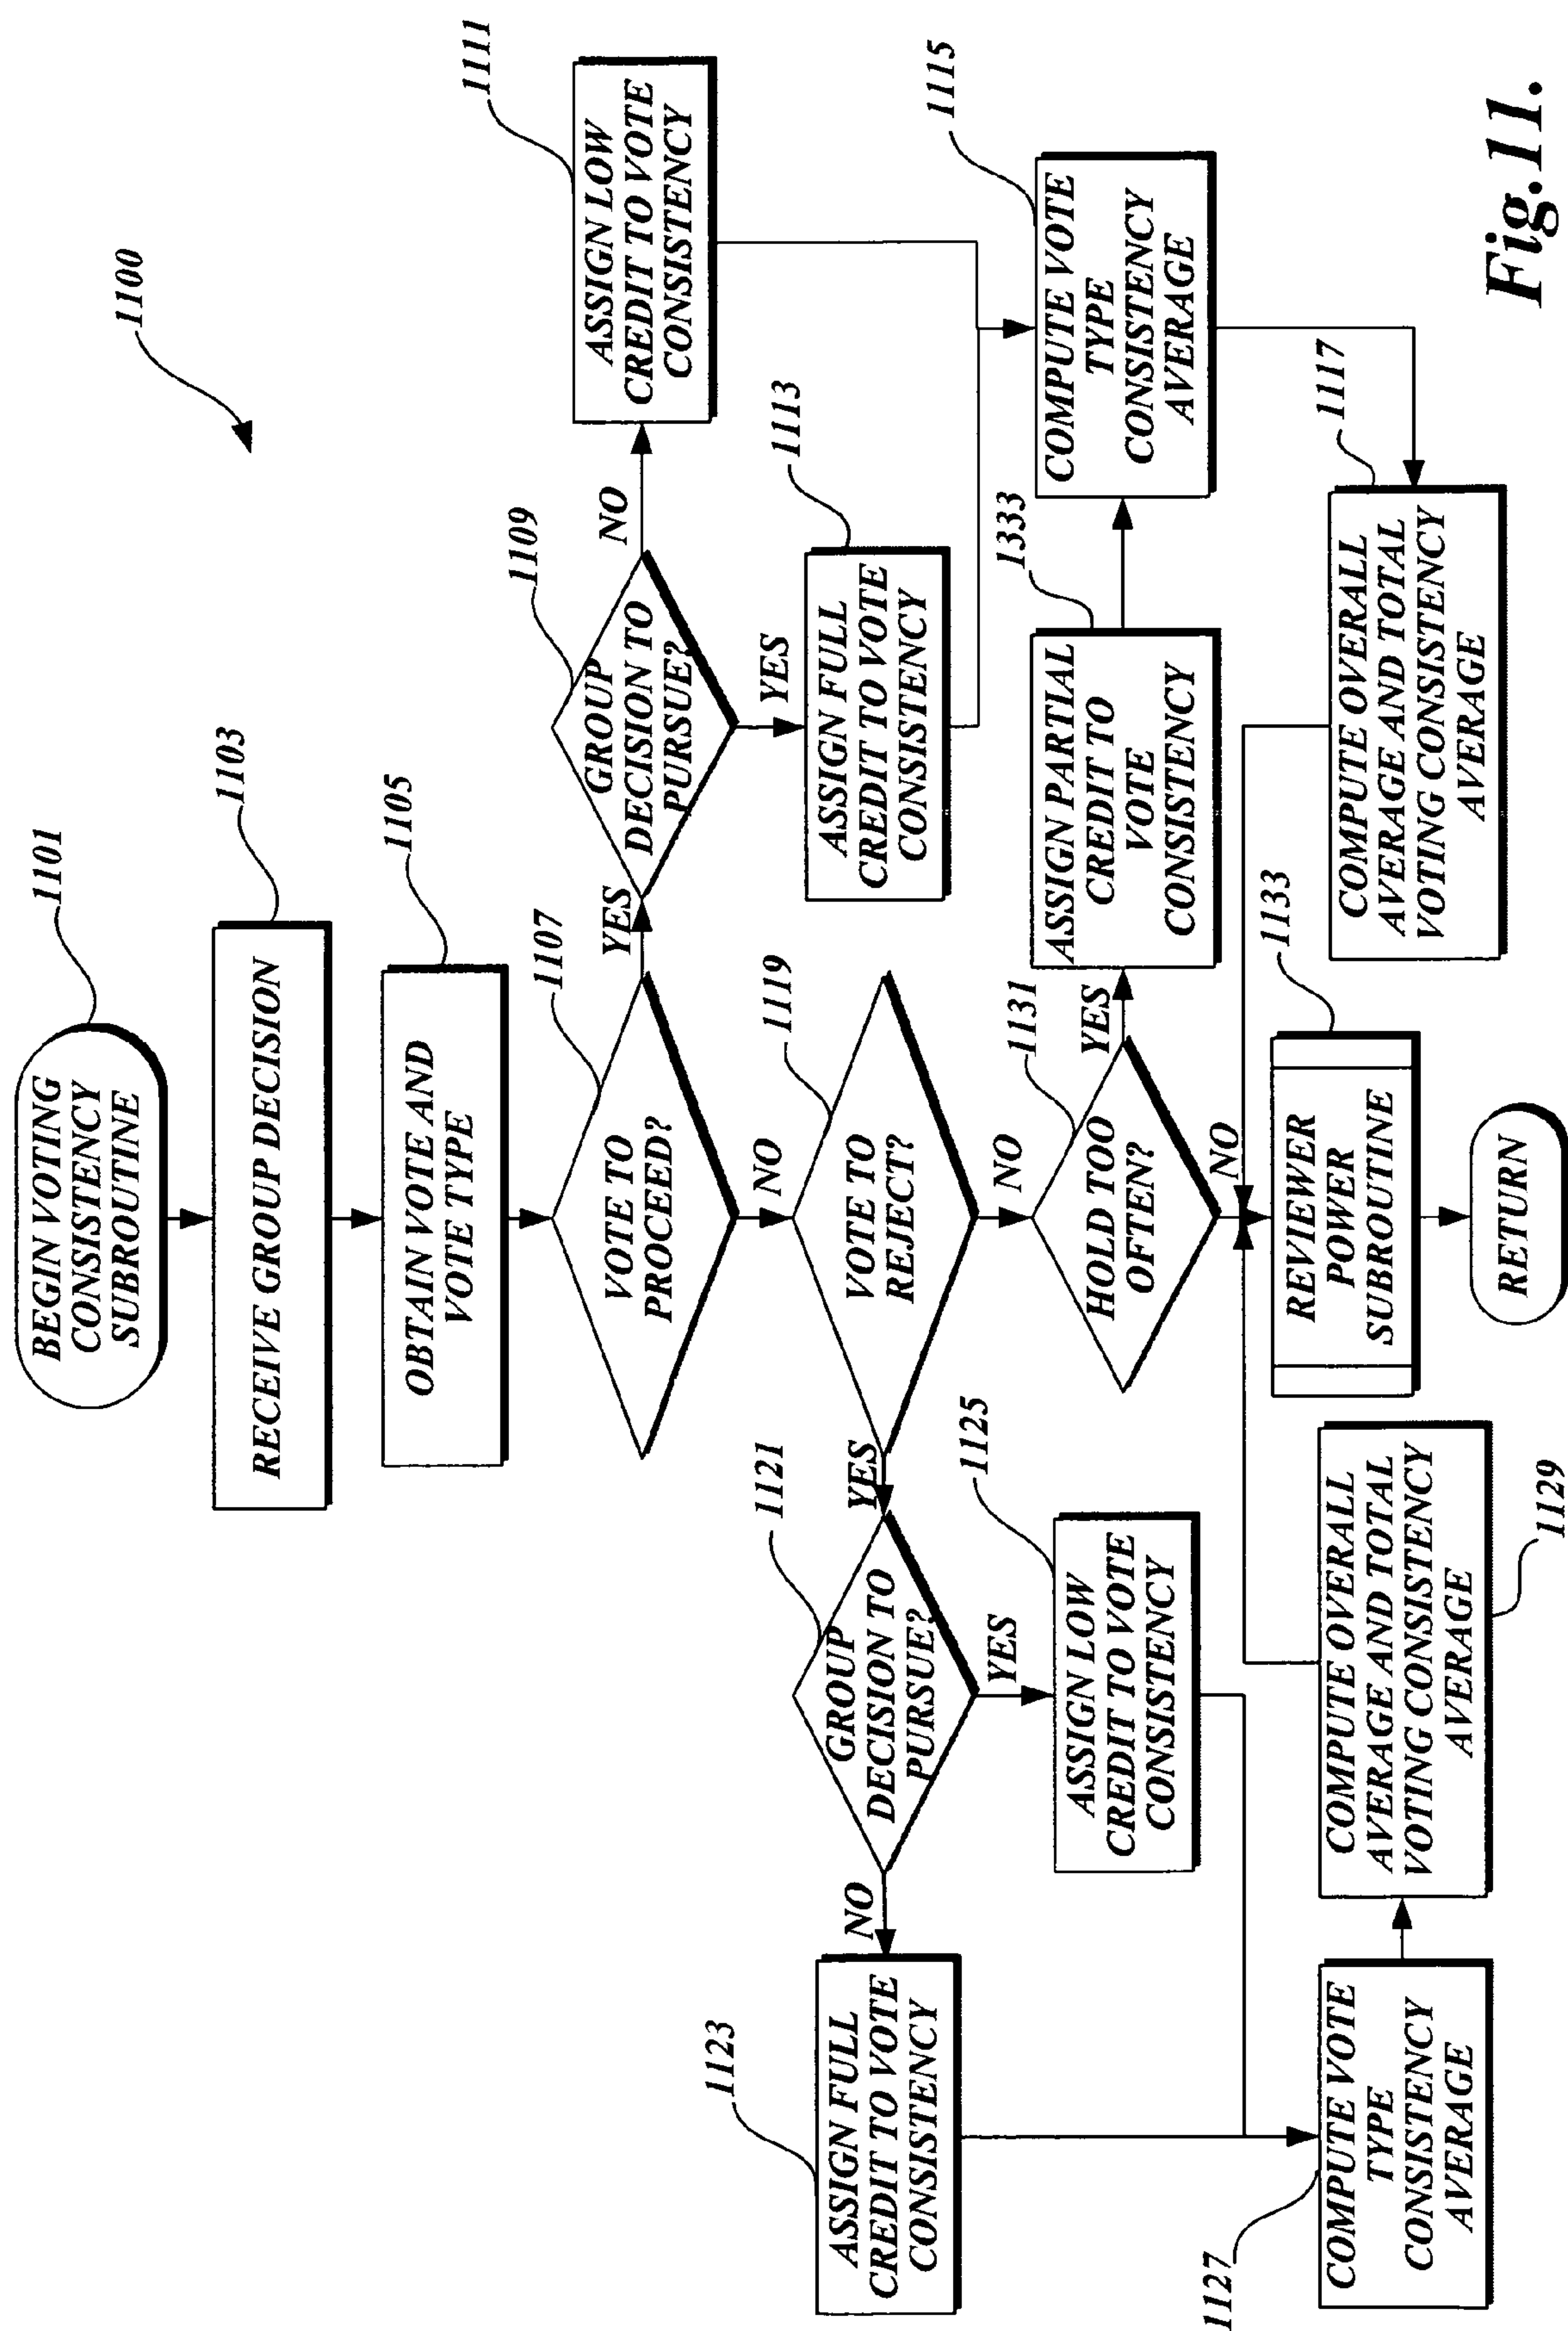 1100
BEGIN VOTING
CONSISTENCY
SUBROUTINE
1101
RECEIVE GROUP DECISION
1103
OBTAIN VOTE AND
VOTE TYPE
1105
VOTE TO
PROCEED?
1107
YES
NO
GROUP
DECISION TO
PURSUE?
1109
NO
YES
ASSIGN LOW
CREDIT TO VOTE
CONSISTENCY
1111
ASSIGN FULL
CREDIT TO VOTE
CONSISTENCY
1113
VOTE TO
REJECT?
1119
YES
NO
GROUP
DECISION TO
PURSUE?
1121
NO
YES
ASSIGN FULL
CREDIT TO VOTE
CONSISTENCY
1123
ASSIGN LOW
CREDIT TO VOTE
CONSISTENCY
1125
HOLD TOO
OFTEN?
1131
YES
NO
ASSIGN PARTIAL
CREDIT TO
VOTE
CONSISTENCY
1333
COMPUTE VOTE
TYPE
CONSISTENCY
AVERAGE
1115
COMPUTE VOTE
TYPE
CONSISTENCY
AVERAGE
1127
COMPUTE OVERALL
AVERAGE AND TOTAL
VOTING CONSISTENCY
AVERAGE
1129
REVIEWER
POWER
SUBROUTINE
1133
COMPUTE OVERALL
AVERAGE AND TOTAL
VOTING CONSISTENCY
AVERAGE
1117
RETURN
Fig.11.